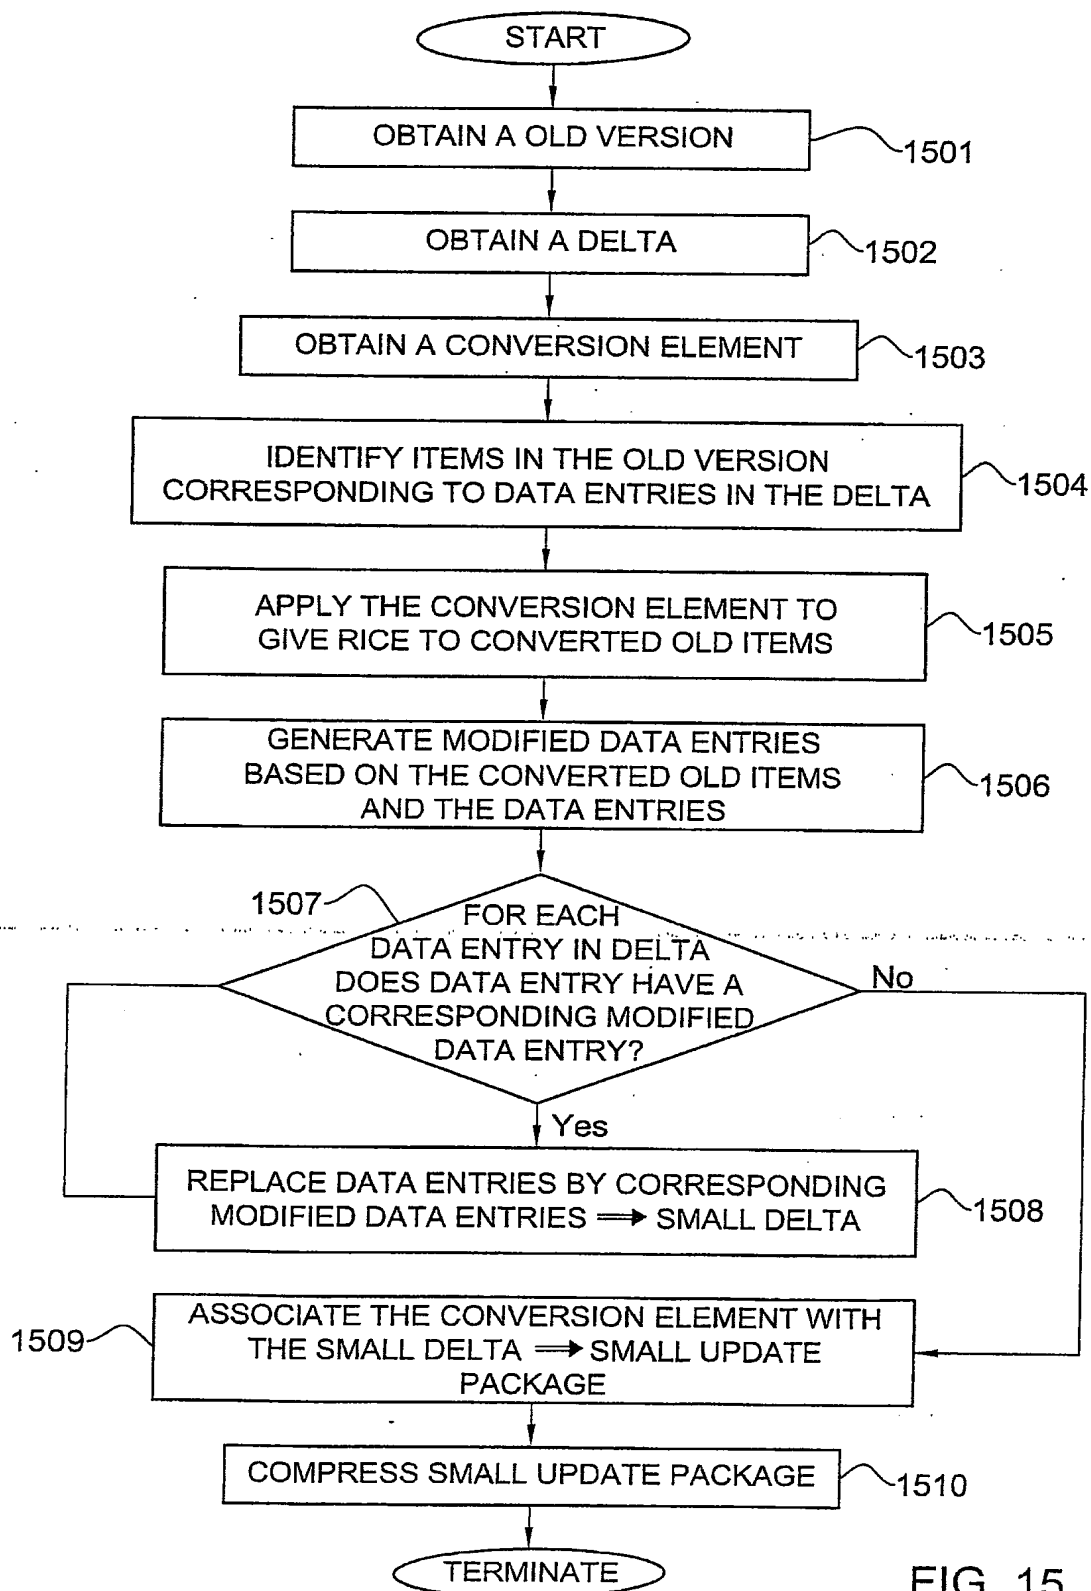 START
OBTAIN A OLD VERSION
1501
OBTAIN A DELTA
1502
OBTAIN A CONVERSION ELEMENT
1503
IDENTIFY ITEMS IN THE OLD VERSION
CORRESPONDING TO DATA ENTRIES IN THE DELTA
1504
APPLY THE CONVERSION ELEMENT TO
GIVE RICE TO CONVERTED OLD ITEMS
1505
GENERATE MODIFIED DATA ENTRIES
BASED ON THE CONVERTED OLD ITEMS
AND THE DATA ENTRIES
1506
1507
FOR EACH
DATA ENTRY IN DELTA
DOES DATA ENTRY HAVE A
CORRESPONDING MODIFIED
DATA ENTRY?
No
Yes
REPLACE DATA ENTRIES BY CORRESPONDING
MODIFIED DATA ENTRIES ⇒ SMALL DELTA
1508
1509
ASSOCIATE THE CONVERSION ELEMENT WITH
THE SMALL DELTA ⇒ SMALL UPDATE
PACKAGE
COMPRESS SMALL UPDATE PACKAGE
1510
TERMINATE
FIG. 15